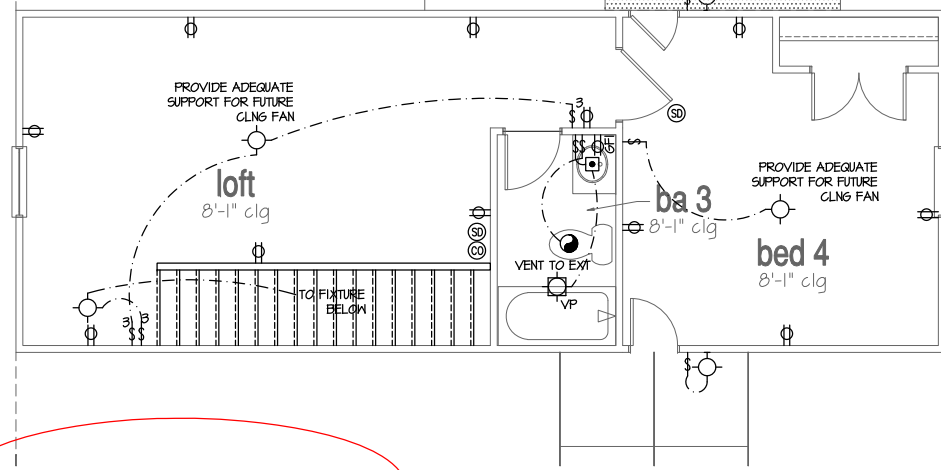 PROVIDE ADEQUATE
SUPPORT FOR FUTURE
CLNG FAN
3
$
SD
$$
GFI
$
loft
8'-1" clg
PROVIDE ADEQUATE
SUPPORT FOR FUTURE
CLNG FAN
ba 3
8'-1" clg
SD
CO
bed 4
8'-1" clg
VENT TO EXT
TO FIXTURE
BELOW
VP
3
3
$$
$